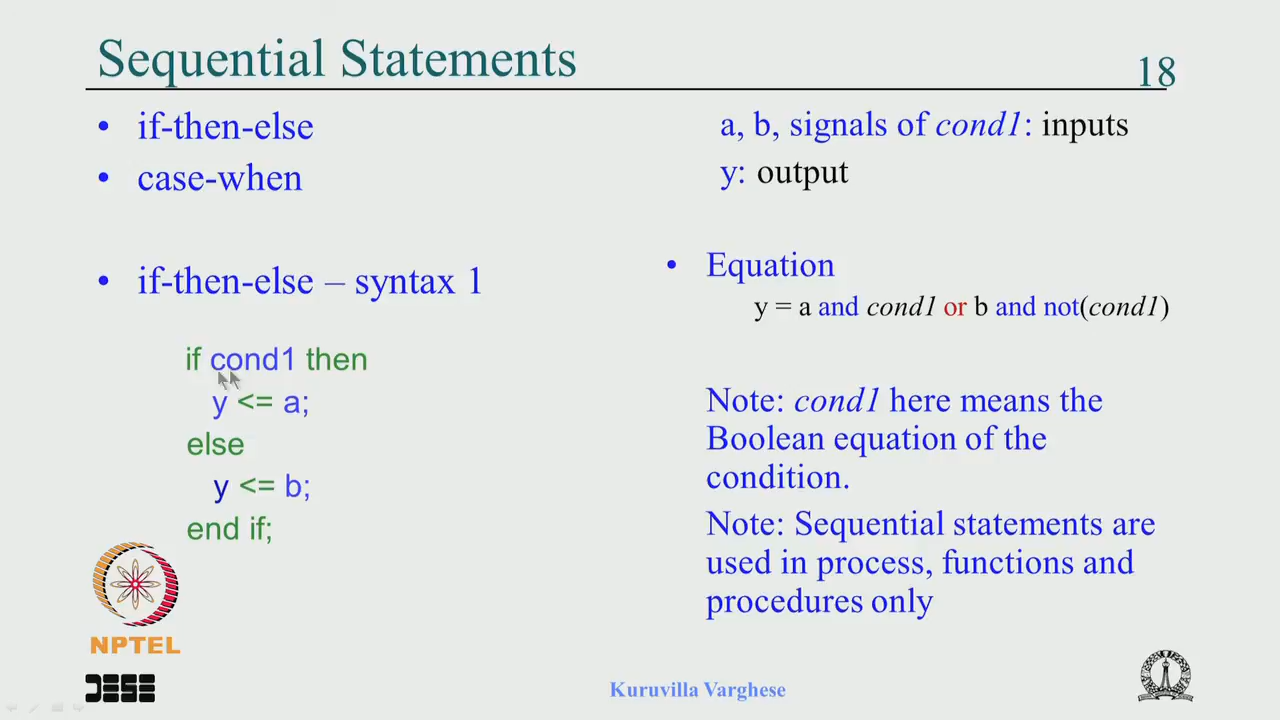 Sequential Statements
18
• if-then-else
• case-when
• if-then-else – syntax 1
if cond1 then
y <= a;
else
y <= b;
end if;
a, b, signals of cond1: inputs
y: output
• Equation
y = a and cond1 or b and not(cond1)
Note: cond1 here means the
Boolean equation of the
condition.
Note: Sequential statements are
used in process, functions and
procedures only
NPTEL
DESE
Kuruvilla Varghese